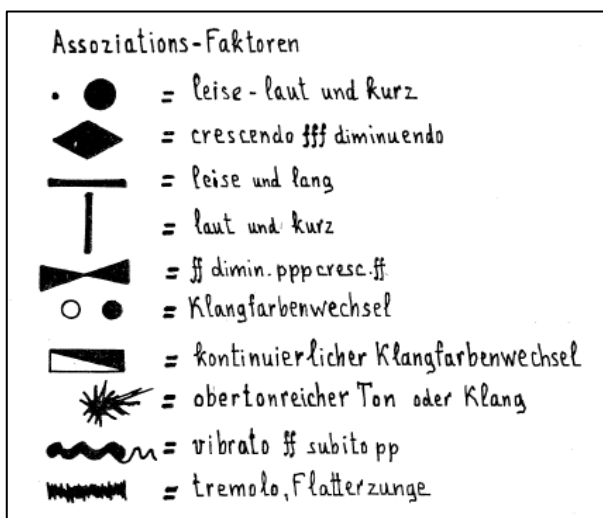 Assoziations-Faktoren
= leise - laut und kurz
= crescendo fff diminuendo
= leise und lang
= laut und kurz
= ff dimin. ppp cresc. ff
= Klangfarbenwechsel
= kontinuierlicher Klangfarbenwechsel
= obertonreicher Ton oder Klang
= vibrato ff subito pp
= tremolo, Flatterzunge